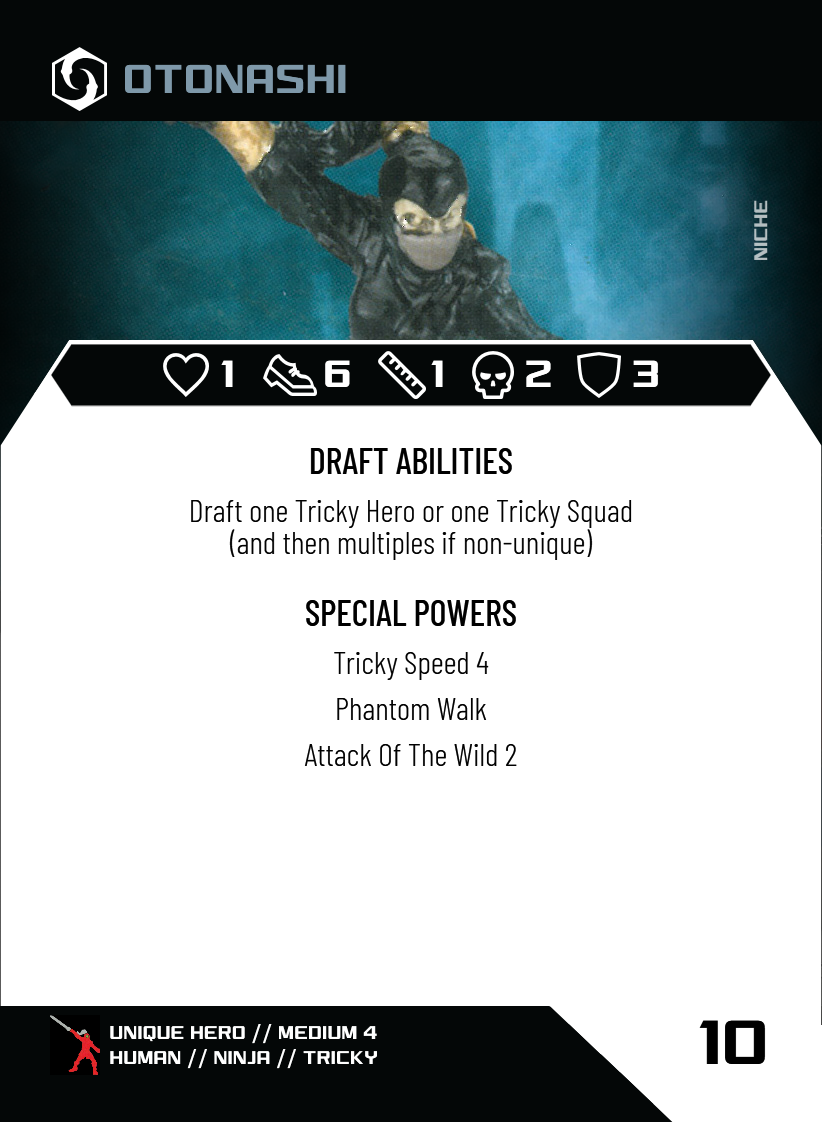 OTONASHI
NICHE
1 6 1 2 3
DRAFT ABILITIES
Draft one Tricky Hero or one Tricky Squad
(and then multiples if non-unique)
SPECIAL POWERS
Tricky Speed 4
Phantom Walk
Attack Of The Wild 2
UNIQUE HERO // MEDIUM 4
HUMAN // NINJA // TRICKY
10